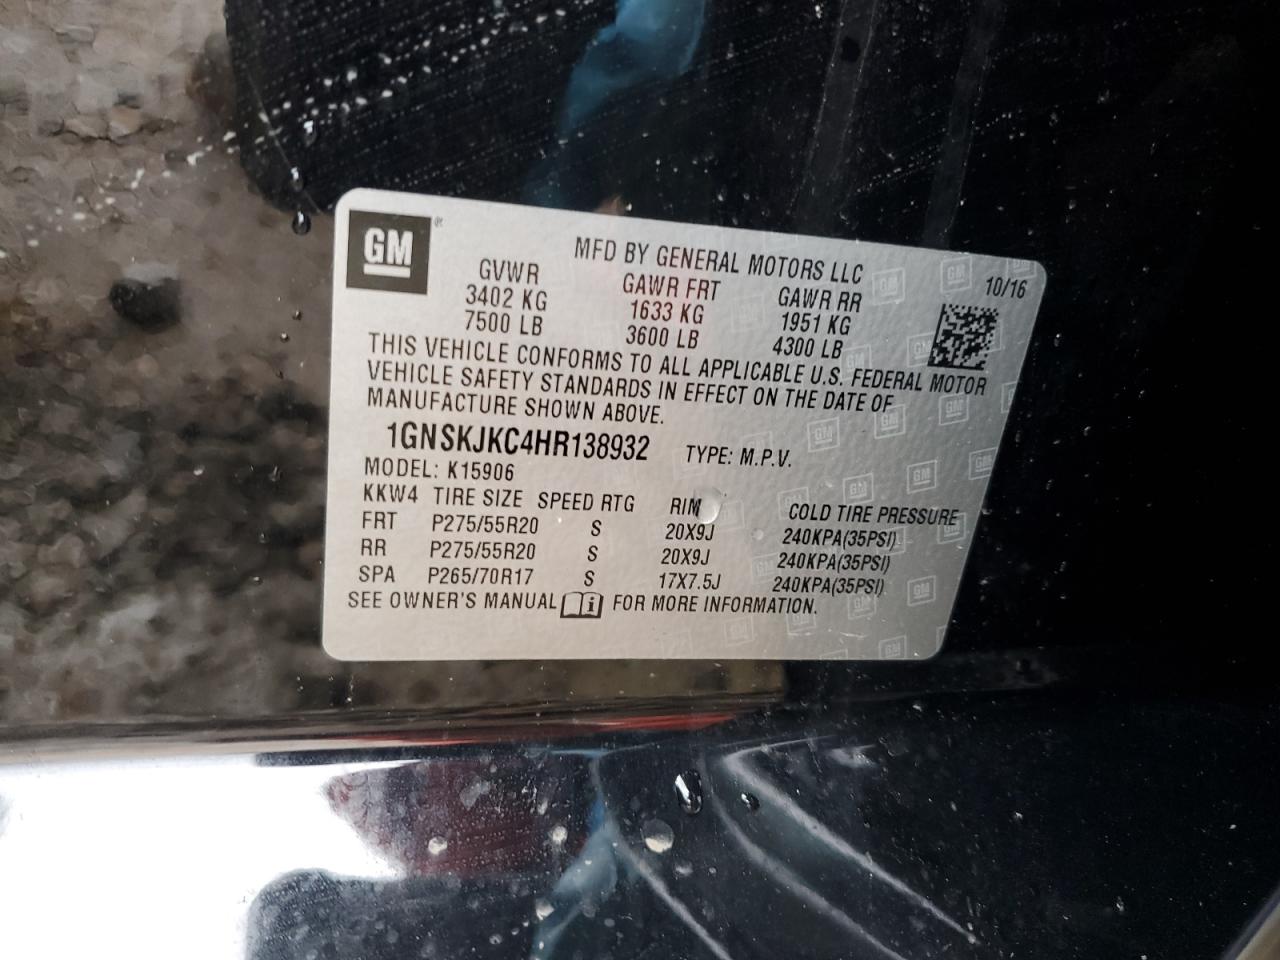 GM®
MFD BY GENERAL MOTORS LLC
10/16
GVWR GAWR FRT GAWR RR
3402 KG 1633 KG 1951 KG
7500 LB 3600 LB 4300 LB
THIS VEHICLE CONFORMS TO ALL APPLICABLE U.S. FEDERAL MOTOR
VEHICLE SAFETY STANDARDS IN EFFECT ON THE DATE OF
MANUFACTURE SHOWN ABOVE.
1GNSKJKC4HR138932 TYPE: M.P.V.
MODEL: K15906
KKW4 TIRE SIZE SPEED RTG RIM COLD TIRE PRESSURE
FRT P275/55R20 S 20X9J 240KPA(35PSI)
RR P275/55R20 S 20X9J 240KPA(35PSI)
SPA P265/70R17 S 17X7.5J 240KPA(35PSI)
SEE OWNER'S MANUAL FOR MORE INFORMATION.